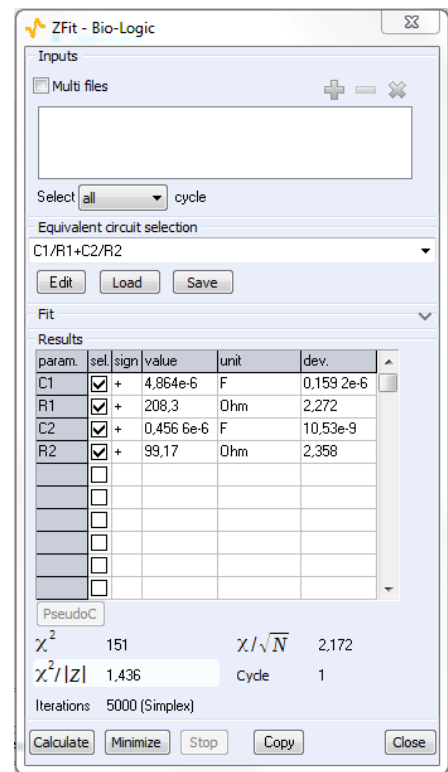 ZFit - Bio-Logic
Inputs
Multi files
Select all cycle
Equivalent circuit selection
C1/R1+C2/R2
Edit Load Save
Fit
Results
param. sel. sign value unit dev.
C1 + 4,864e-6 F 0,159 2e-6
R1 + 208,3 Ohm 2,272
C2 + 0,456 6e-6 F 10,53e-9
R2 + 99,17 Ohm 2,358
PseudoC
χ² 151 χ/√N 2,172
χ²/|Z| 1,436 Cycle 1
Iterations 5000 (Simplex)
Calculate Minimize Stop Copy Close